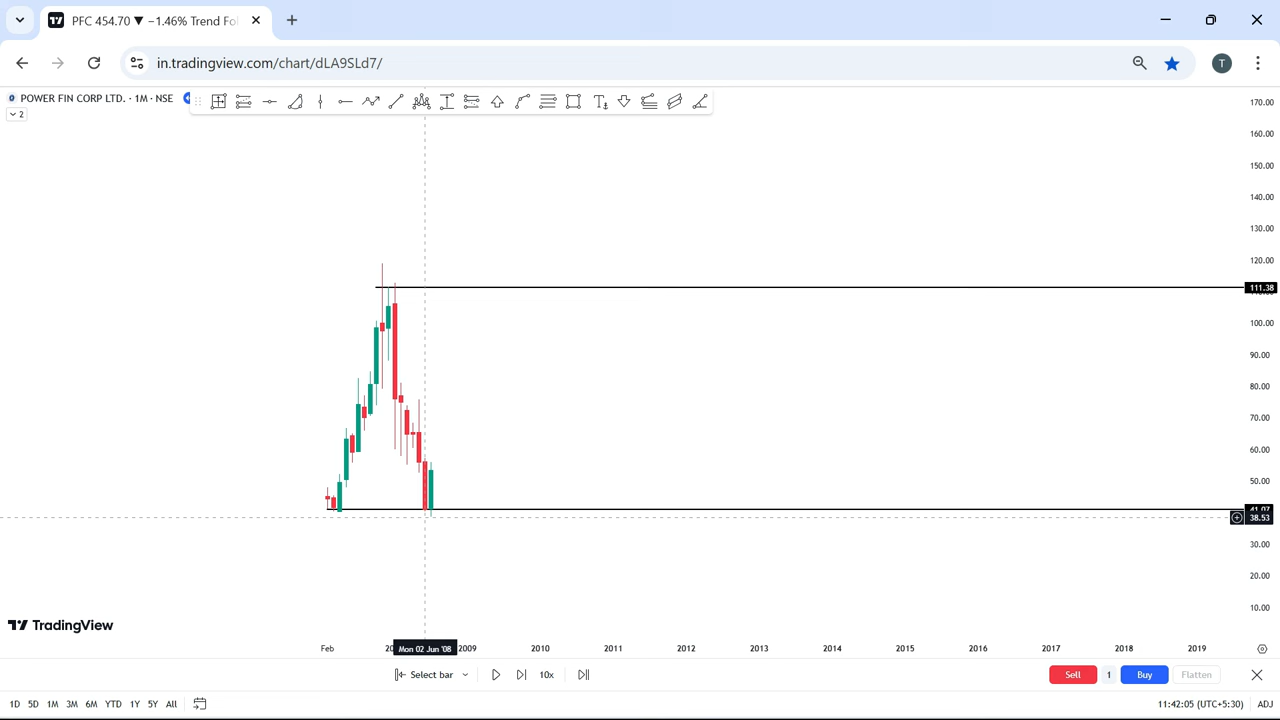 PFC 454.70 ▼ −1.46% Trend Fo
in.tradingview.com/chart/dLA9SLd7/
T
POWER FIN CORP LTD. · 1M · NSE
2
170.00
160.00
150.00
140.00
130.00
120.00
111.38
100.00
90.00
80.00
70.00
60.00
50.00
41.07
38.53
30.00
20.00
10.00
TradingView
Feb 20 Mon 02 Jun '08 2009 2010 2011 2012 2013 2014 2015 2016 2017 2018 2019
Select bar 10x Sell 1 Buy Flatten
1D 5D 1M 3M 6M YTD 1Y 5Y All 11:42:05 (UTC+5:30) ADJ